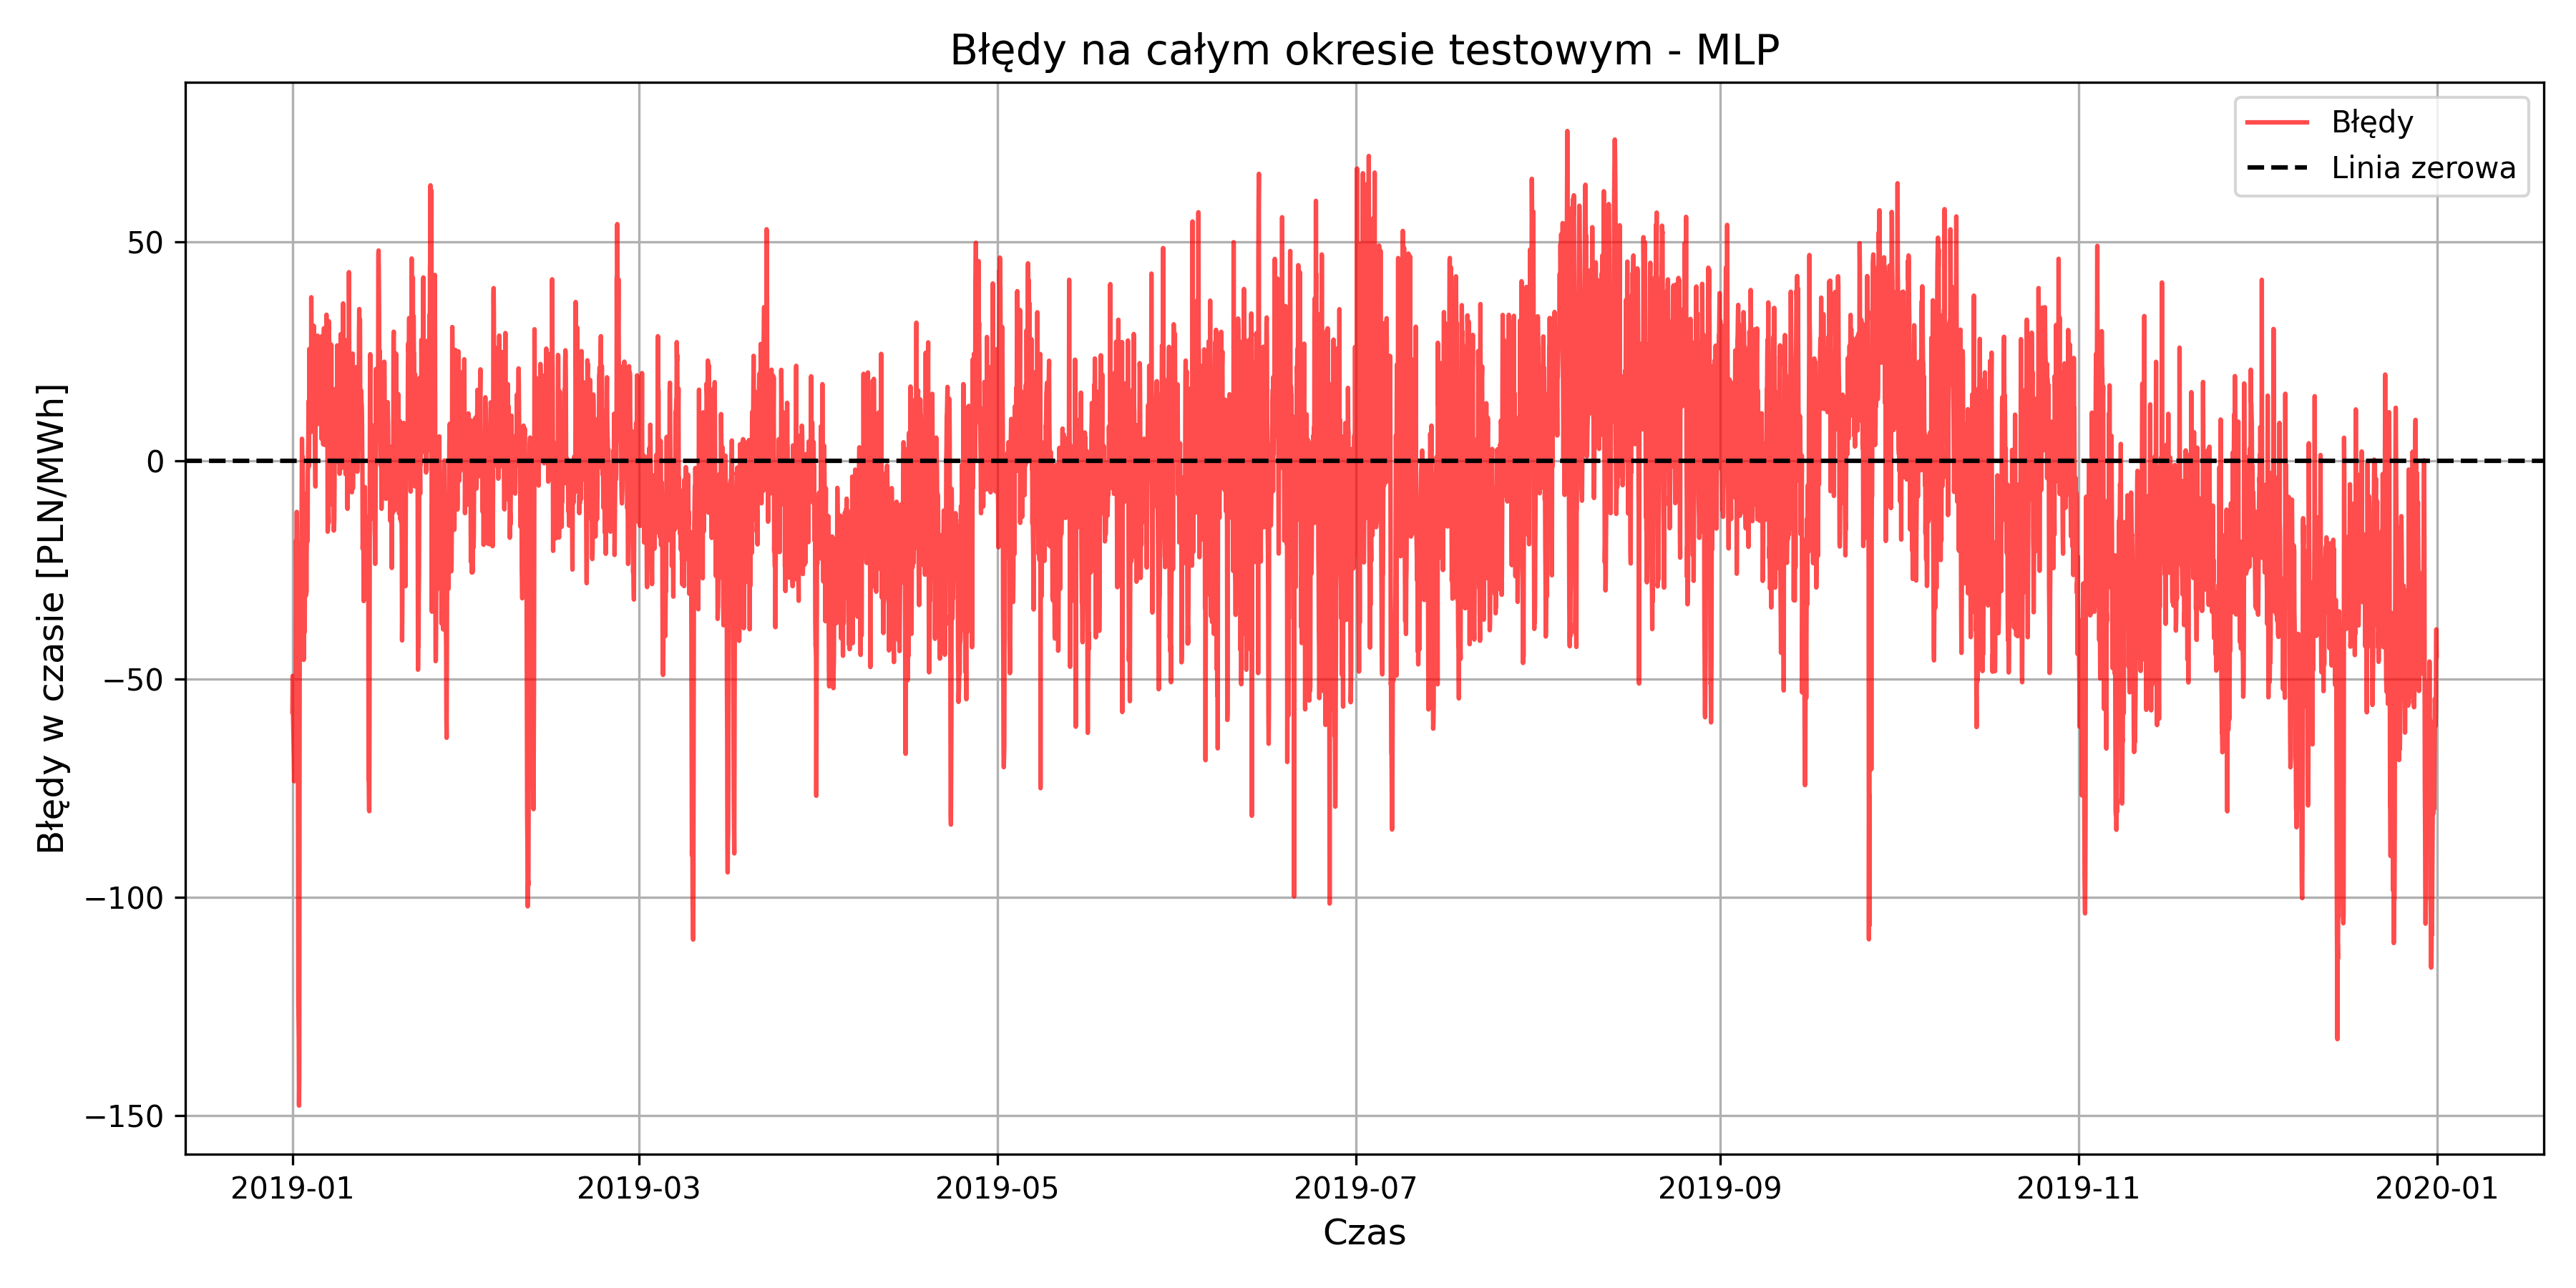 Błędy na całym okresie testowym - MLP
Błędy
Linia zerowa
Błędy w czasie [PLN/MWh]
50
0
−50
−100
−150
2019-01 2019-03 2019-05 2019-07 2019-09 2019-11 2020-01
Czas